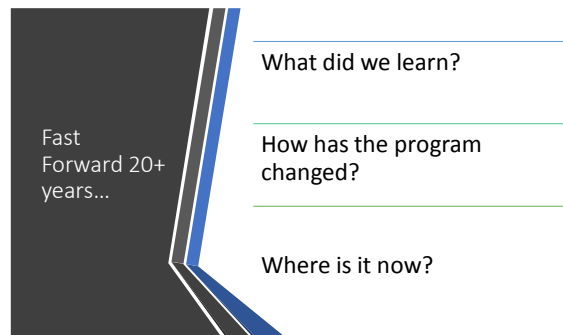 Fast
Forward 20+
years…
What did we learn?
How has the program
changed?
Where is it now?